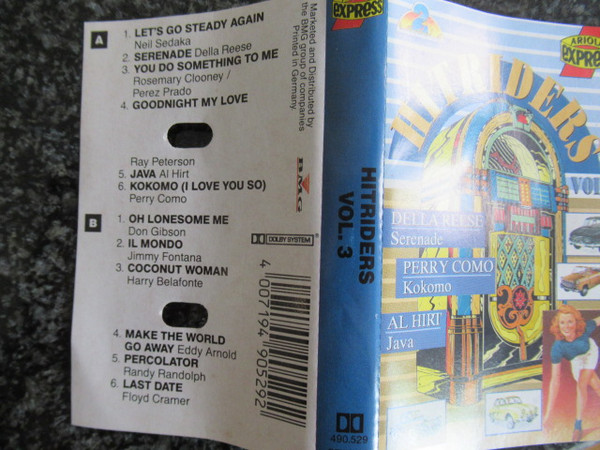 A
1. LET'S GO STEADY AGAIN
Neil Sedaka
2. SERENADE Della Reese
3. YOU DO SOMETHING TO ME
Rosemary Clooney /
Perez Prado
4. GOODNIGHT MY LOVE
Ray Peterson
5. JAVA Al Hirt
6. KOKOMO (I LOVE YOU SO)
Perry Como
B
1. OH LONESOME ME
Don Gibson
2. IL MONDO
Jimmy Fontana
3. COCONUT WOMAN
Harry Belafonte
4. MAKE THE WORLD
GO AWAY Eddy Arnold
5. PERCOLATOR
Randy Randolph
6. LAST DATE
Floyd Cramer
Marketed and Distributed by
the BMG group of companies
Printed in Germany.
BMG
DOLBY SYSTEM
4 007194 905292
express
HITRIDERS
VOL. 3
490.529
ARIOLA
express
HITRIDERS
VOL
DELLA REESE
Serenade
PERRY COMO
Kokomo
AL HIRT
Java